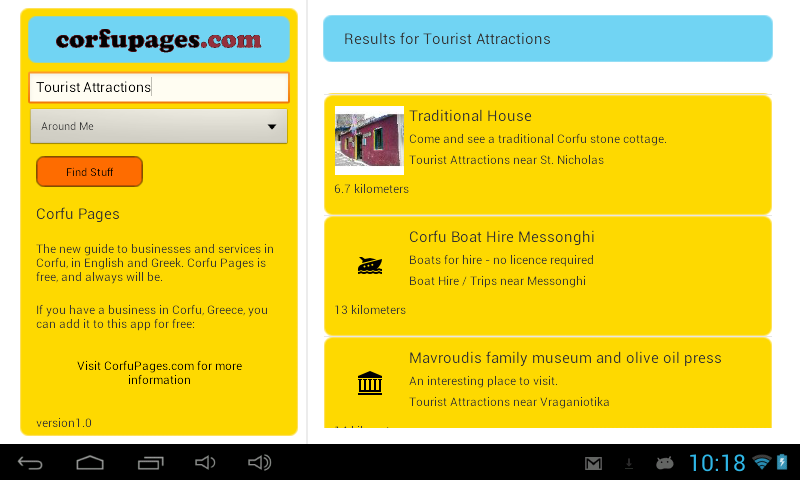 corfupages.com
Tourist Attractions
Around Me
Find Stuff
Corfu Pages
The new guide to businesses and services in
Corfu, in English and Greek. Corfu Pages is
free, and always will be.
If you have a business in Corfu, Greece, you
can add it to this app for free:
Visit CorfuPages.com for more
information
version1.0
Results for Tourist Attractions
Traditional House
Come and see a traditional Corfu stone cottage.
Tourist Attractions near St. Nicholas
6.7 kilometers
Corfu Boat Hire Messonghi
Boats for hire - no licence required
Boat Hire / Trips near Messonghi
13 kilometers
Mavroudis family museum and olive oil press
An interesting place to visit.
Tourist Attractions near Vraganiotika
10:18